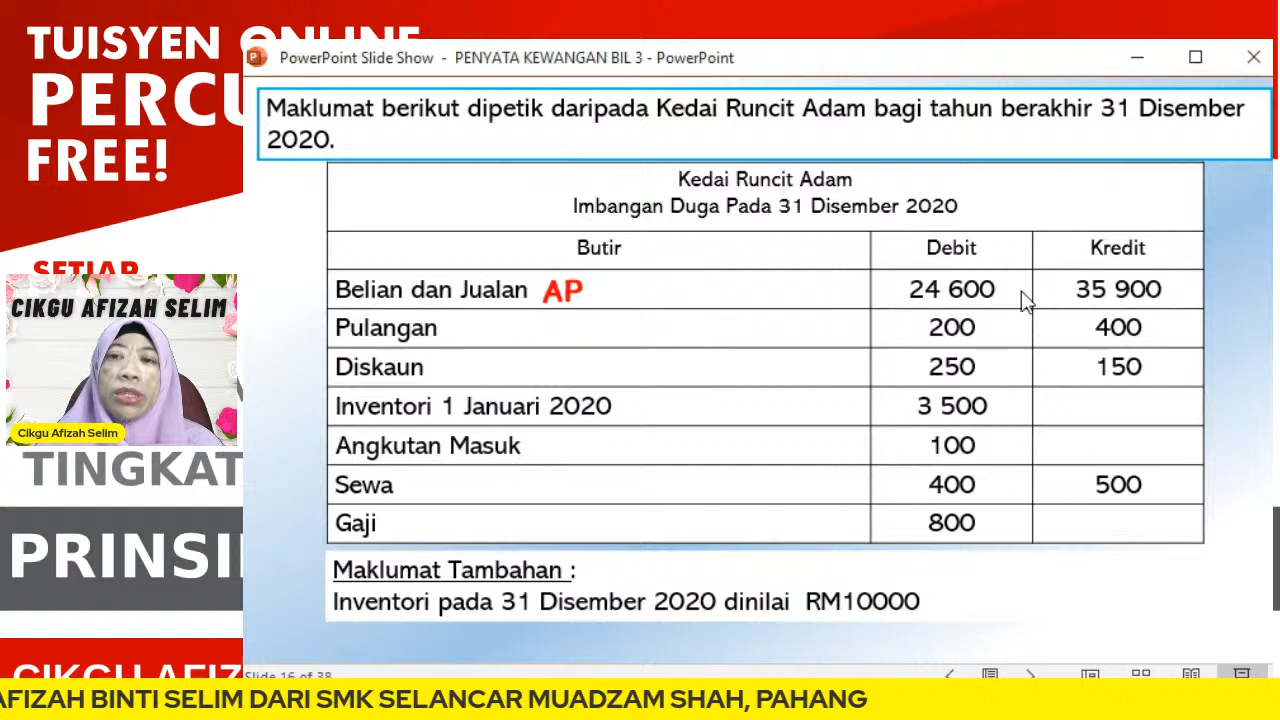 TUISYEN ONLINE
PERCU
FREE!
SETIAP
PowerPoint Slide Show - PENYATA KEWANGAN BIL 3 - PowerPoint
Maklumat berikut dipetik daripada Kedai Runcit Adam bagi tahun berakhir 31 Disember
2020.
Kedai Runcit Adam
Imbangan Duga Pada 31 Disember 2020
Butir Debit Kredit
Belian dan Jualan AP 24 600 35 900
Pulangan 200 400
Diskaun 250 150
Inventori 1 Januari 2020 3 500
Angkutan Masuk 100
Sewa 400 500
Gaji 800
Maklumat Tambahan :
Inventori pada 31 Disember 2020 dinilai RM10000
CIKGU AFIZAH SELIM
Cikgu Afizah Selim
TINGKAT
PRINSI
CIKGU AFIZ
Slide 16 of 38
AFIZAH BINTI SELIM DARI SMK SELANCAR MUADZAM SHAH, PAHANG